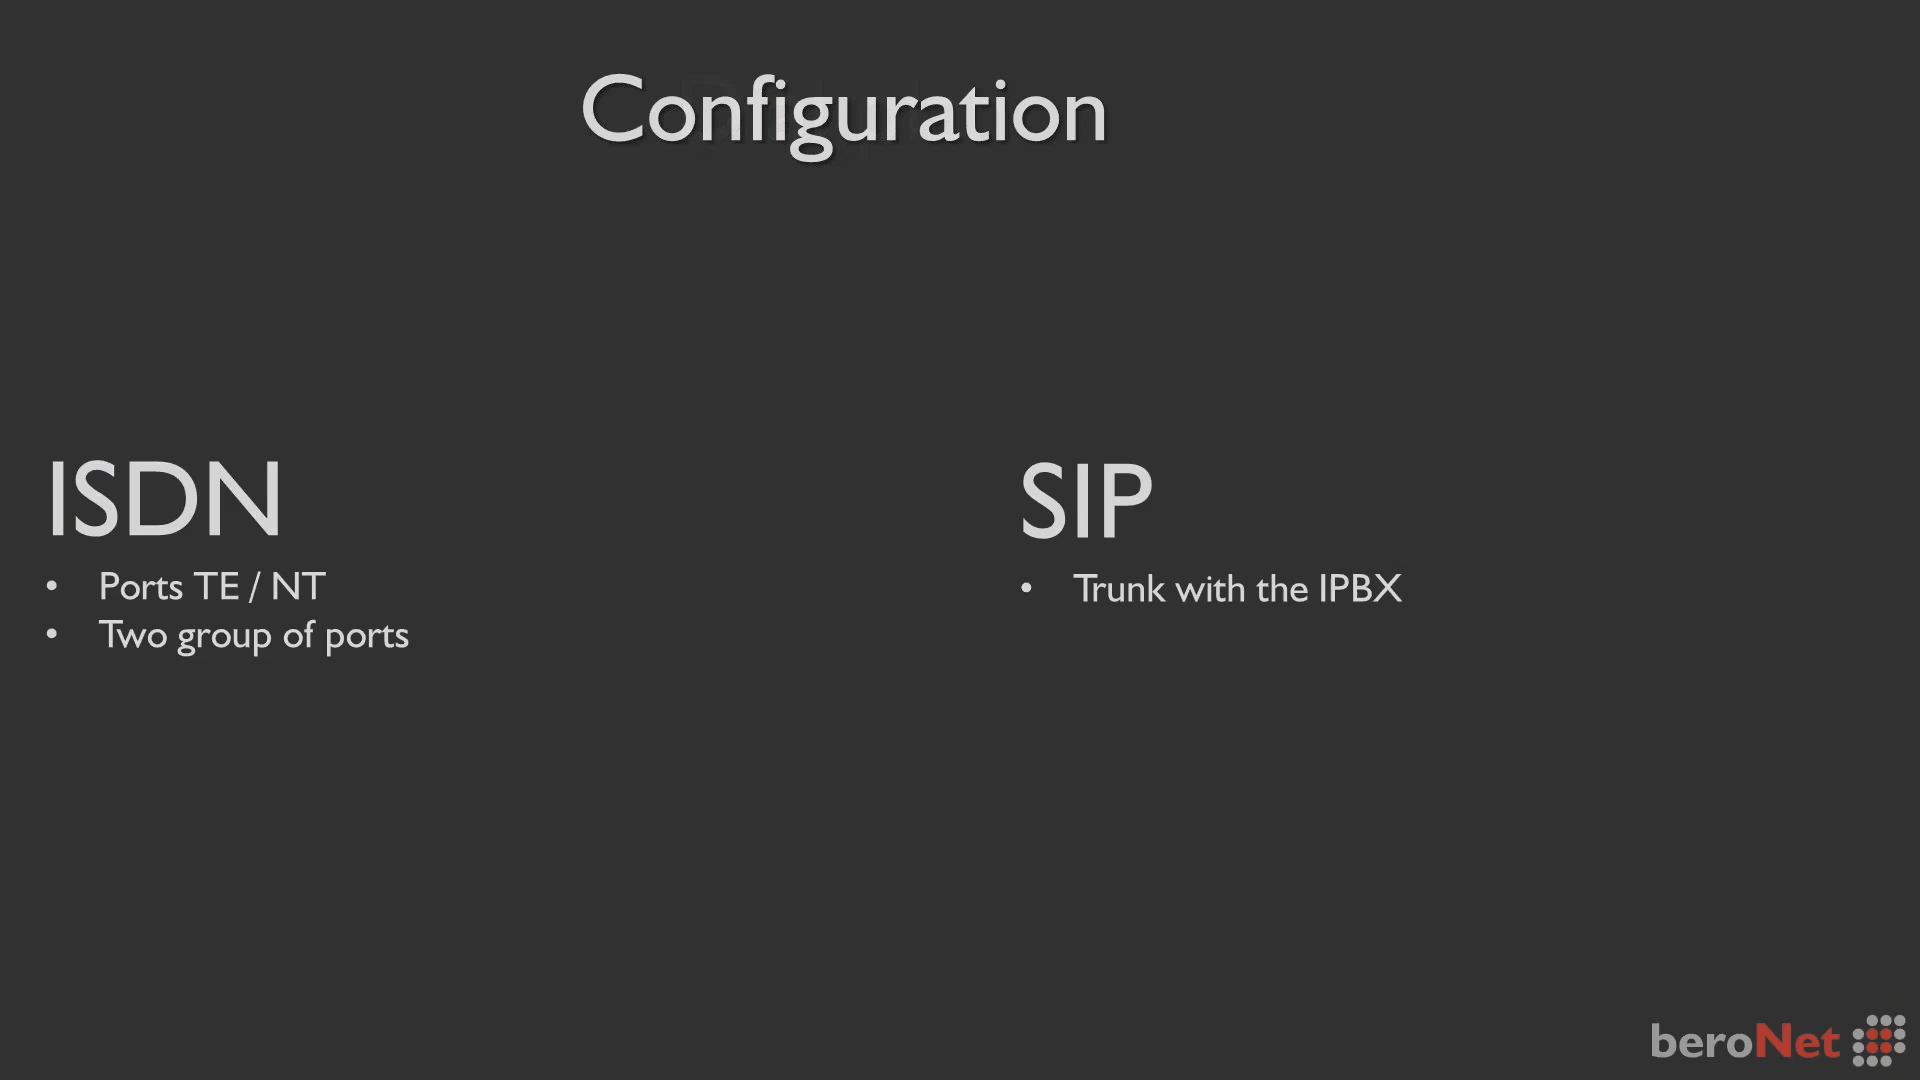 Configuration
ISDN
• Ports TE / NT
• Two group of ports
SIP
• Trunk with the IPBX
beroNet